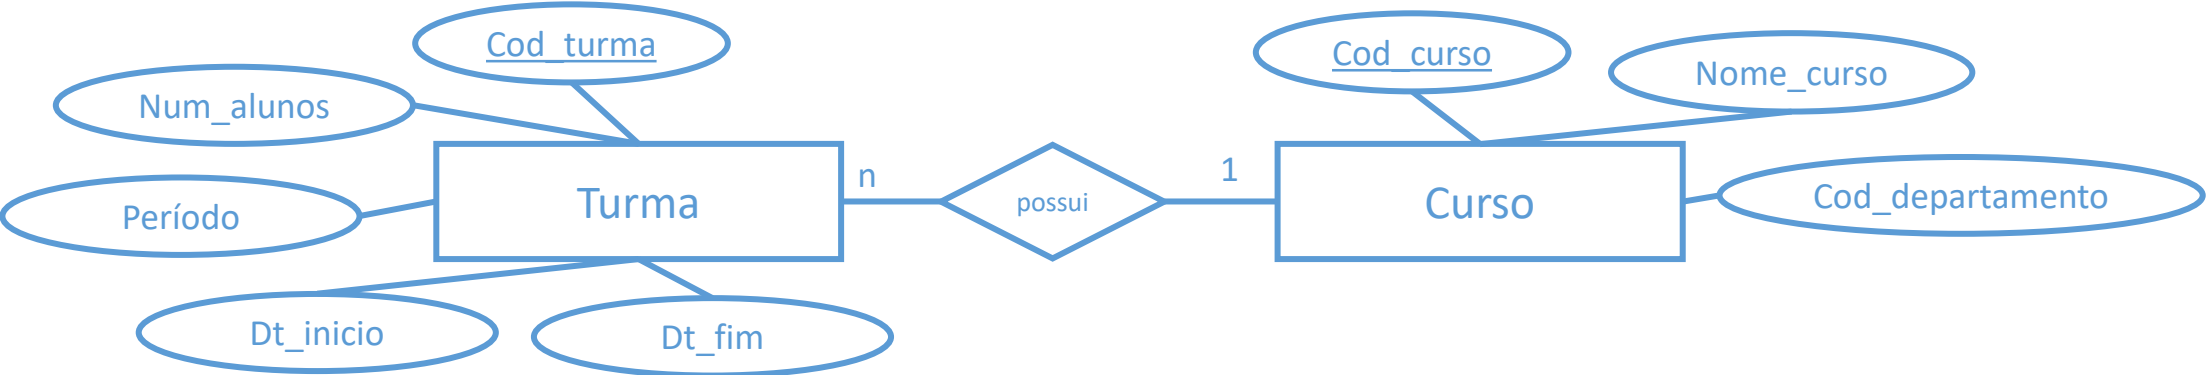 Cod_turma
Cod_curso
Nome_curso
Num_alunos
n
1
Turma
possui
Curso
Cod_departamento
Período
Dt_inicio
Dt_fim